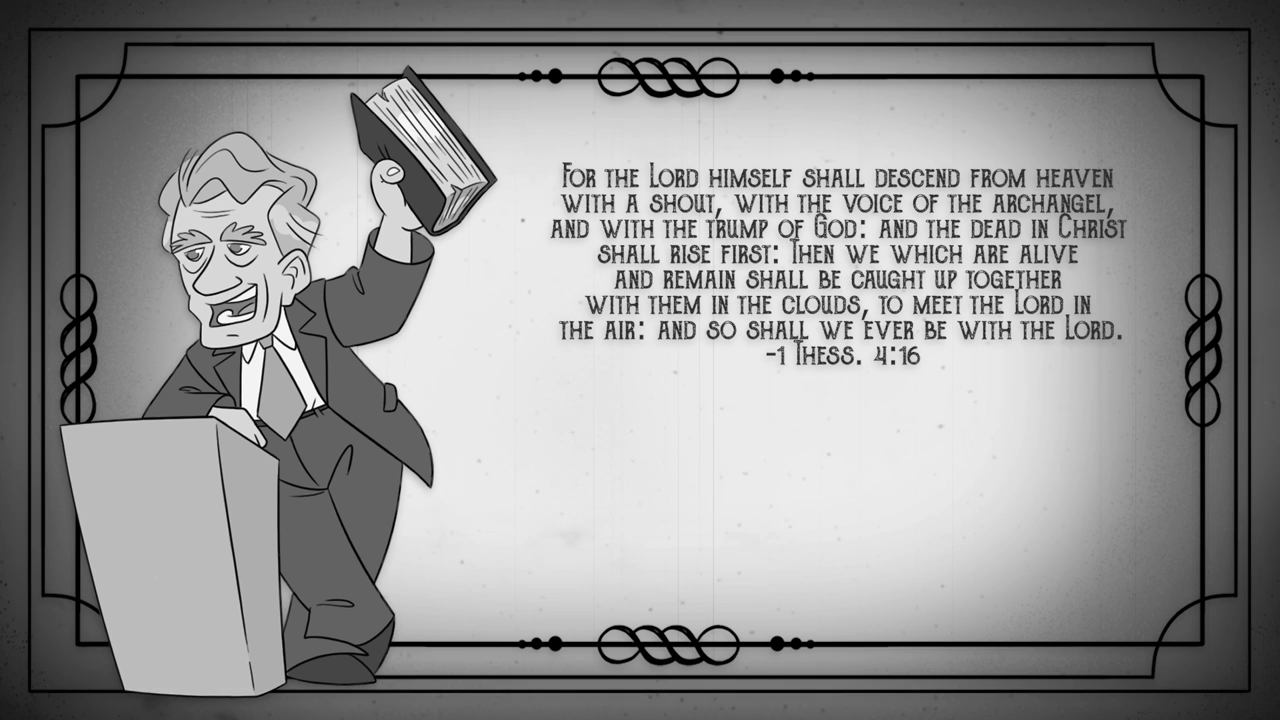 For the Lord himself shall descend from heaven
with a shout, with the voice of the archangel,
and with the trump of God: and the dead in Christ
shall rise first: Then we which are alive
and remain shall be caught up together
with them in the clouds, to meet the Lord in
the air: and so shall we ever be with the Lord.
-1 Thess. 4:16